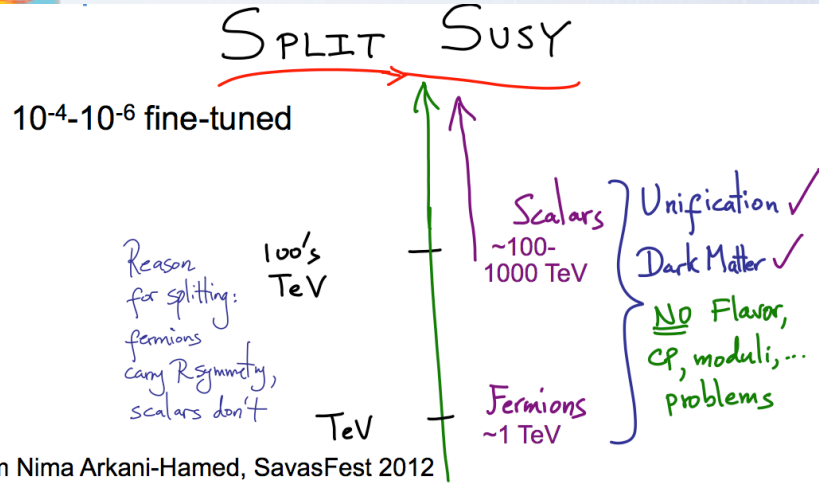 SPLIT SUSY
10-4-10-6 fine-tuned
Scalars
~100-
1000 TeV
Unification ✓
Dark Matter ✓
NO Flavor,
CP, moduli,...
problems
100's
TeV
Reason
for splitting:
fermions
carry R symmetry,
scalars don't
TeV
Fermions
~1 TeV
Nima Arkani-Hamed, SavasFest 2012